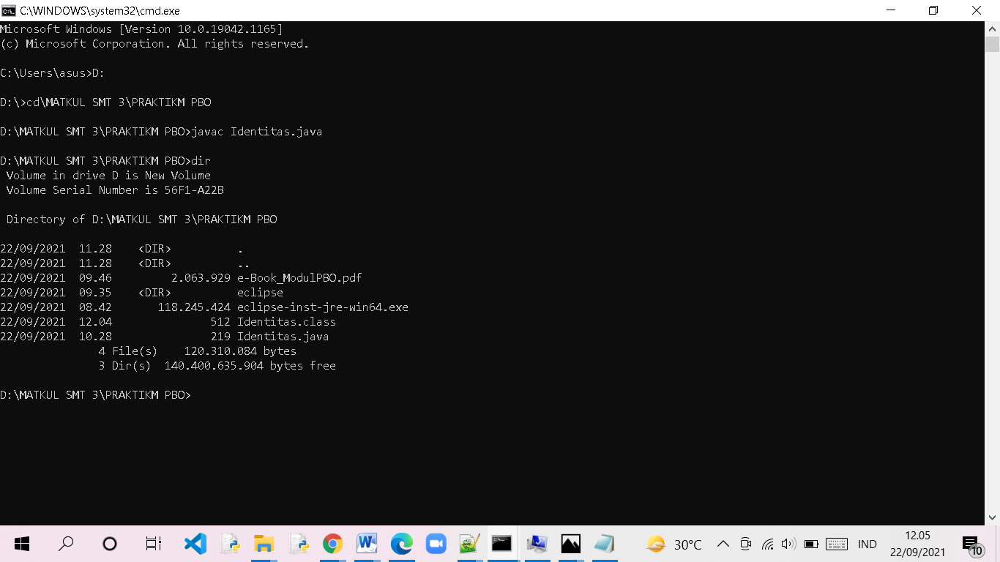 C:\WINDOWS\system32\cmd.exe
Microsoft Windows [Version 10.0.19042.1165]
(c) Microsoft Corporation. All rights reserved.
C:\Users\asus>D:
D:\>cd\MATKUL SMT 3\PRAKTIKM PBO
D:\MATKUL SMT 3\PRAKTIKM PBO>javac Identitas.java
D:\MATKUL SMT 3\PRAKTIKM PBO>dir
 Volume in drive D is New Volume
 Volume Serial Number is 56F1-A22B
 Directory of D:\MATKUL SMT 3\PRAKTIKM PBO
22/09/2021  11.28    <DIR>          .
22/09/2021  11.28    <DIR>          ..
22/09/2021  09.46         2.063.929 e-Book_ModulPBO.pdf
22/09/2021  09.35    <DIR>          eclipse
22/09/2021  08.42       118.245.424 eclipse-inst-jre-win64.exe
22/09/2021  12.04               512 Identitas.class
22/09/2021  10.28               219 Identitas.java
               4 File(s)    120.310.084 bytes
               3 Dir(s)  140.400.635.904 bytes free
D:\MATKUL SMT 3\PRAKTIKM PBO>
30°C
IND
12.05
22/09/2021
10